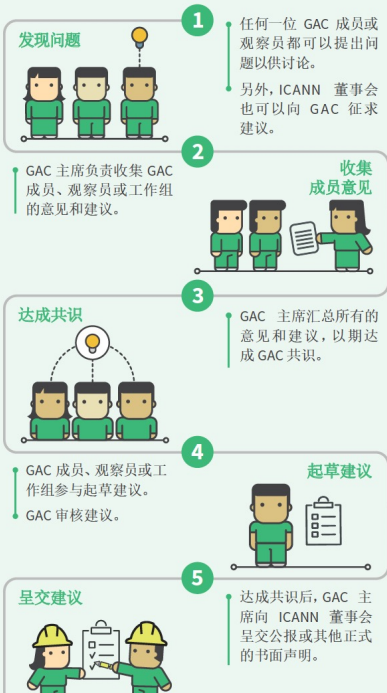 发现问题
1
任何一位 GAC 成员或
观察员都可以提出问
题以供讨论。
另外，ICANN 董事会
也可以向 GAC 征求
建议。
2
收集
成员意见
GAC 主席负责收集 GAC
成员、观察员或工作组
的意见和建议。
3
达成共识
GAC 主席汇总所有的
意见和建议，以期达
成 GAC 共识。
4
起草建议
GAC 成员、观察员或工
作组参与起草建议。
GAC 审核建议。
5
呈交建议
达成共识后，GAC 主
席向 ICANN 董事会
呈交公报或其他正式
的书面声明。